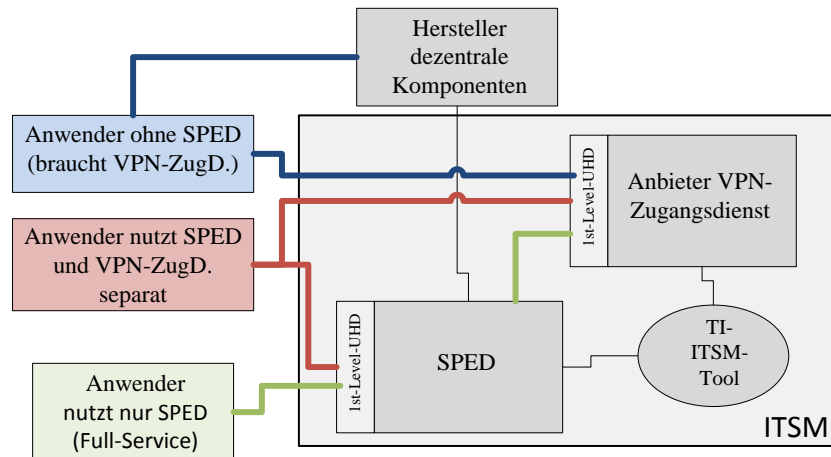 Hersteller
dezentrale
Komponenten
Anwender ohne SPED
(braucht VPN-ZugD.)
1st-Level-UHD
Anbieter VPN-
Zugangsdienst
Anwender nutzt SPED
und VPN-ZugD.
separat
1st-Level-UHD
SPED
TI-
ITSM-
Tool
Anwender
nutzt nur SPED
(Full-Service)
ITSM